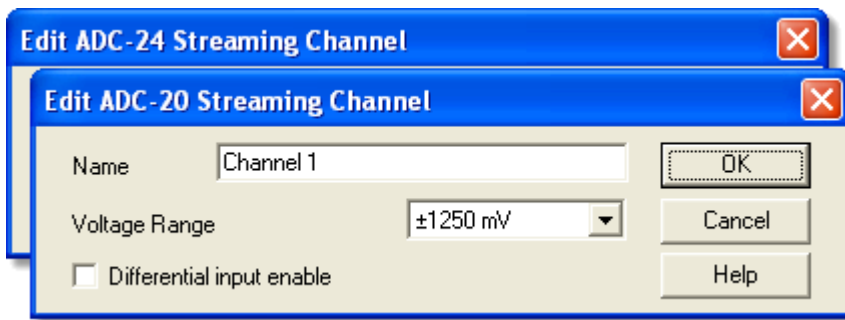 Edit ADC-24 Streaming Channel
Edit ADC-20 Streaming Channel
Name Channel 1 OK
Voltage Range ±1250 mV Cancel
Differential input enable Help